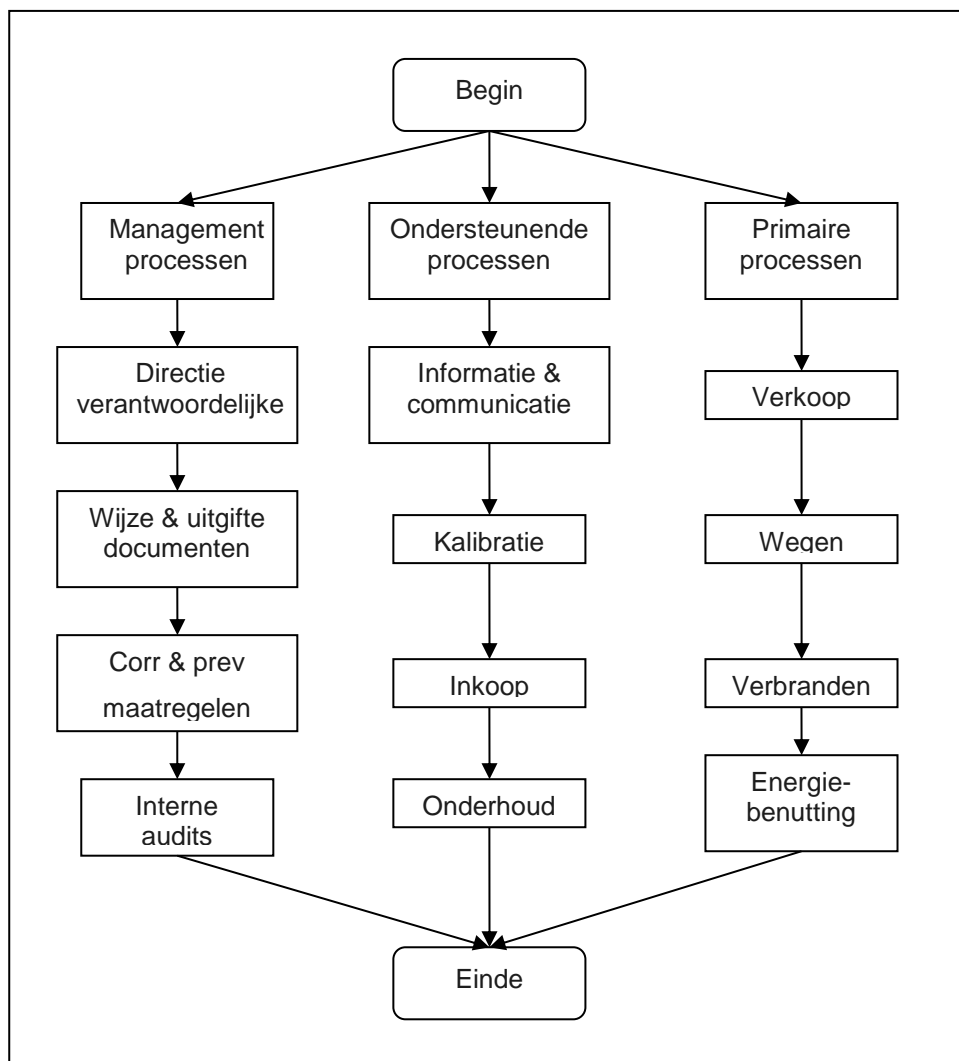 Begin
Management
processen
Ondersteunende
processen
Primaire
processen
Directie
verantwoordelijke
Informatie &
communicatie
Verkoop
Wijze & uitgifte
documenten
Kalibratie
Wegen
Corr & prev
maatregelen
Inkoop
Verbranden
Interne
audits
Onderhoud
Energie-
benutting
Einde